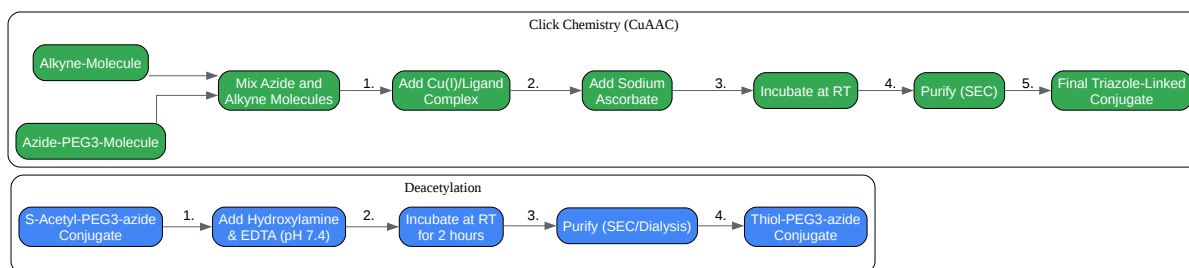 Click Chemistry (CuAAC)
Alkyne-Molecule
Azide-PEG3-Molecule
Mix Azide and
Alkyne Molecules
1.
Add Cu(I)/Ligand
Complex
2.
Add Sodium
Ascorbate
3.
Incubate at RT
4.
Purify (SEC)
5.
Final Triazole-Linked
Conjugate
Deacetylation
S-Acetyl-PEG3-azide
Conjugate
1.
Add Hydroxylamine
& EDTA (pH 7.4)
2.
Incubate at RT
for 2 hours
3.
Purify (SEC/Dialysis)
4.
Thiol-PEG3-azide
Conjugate